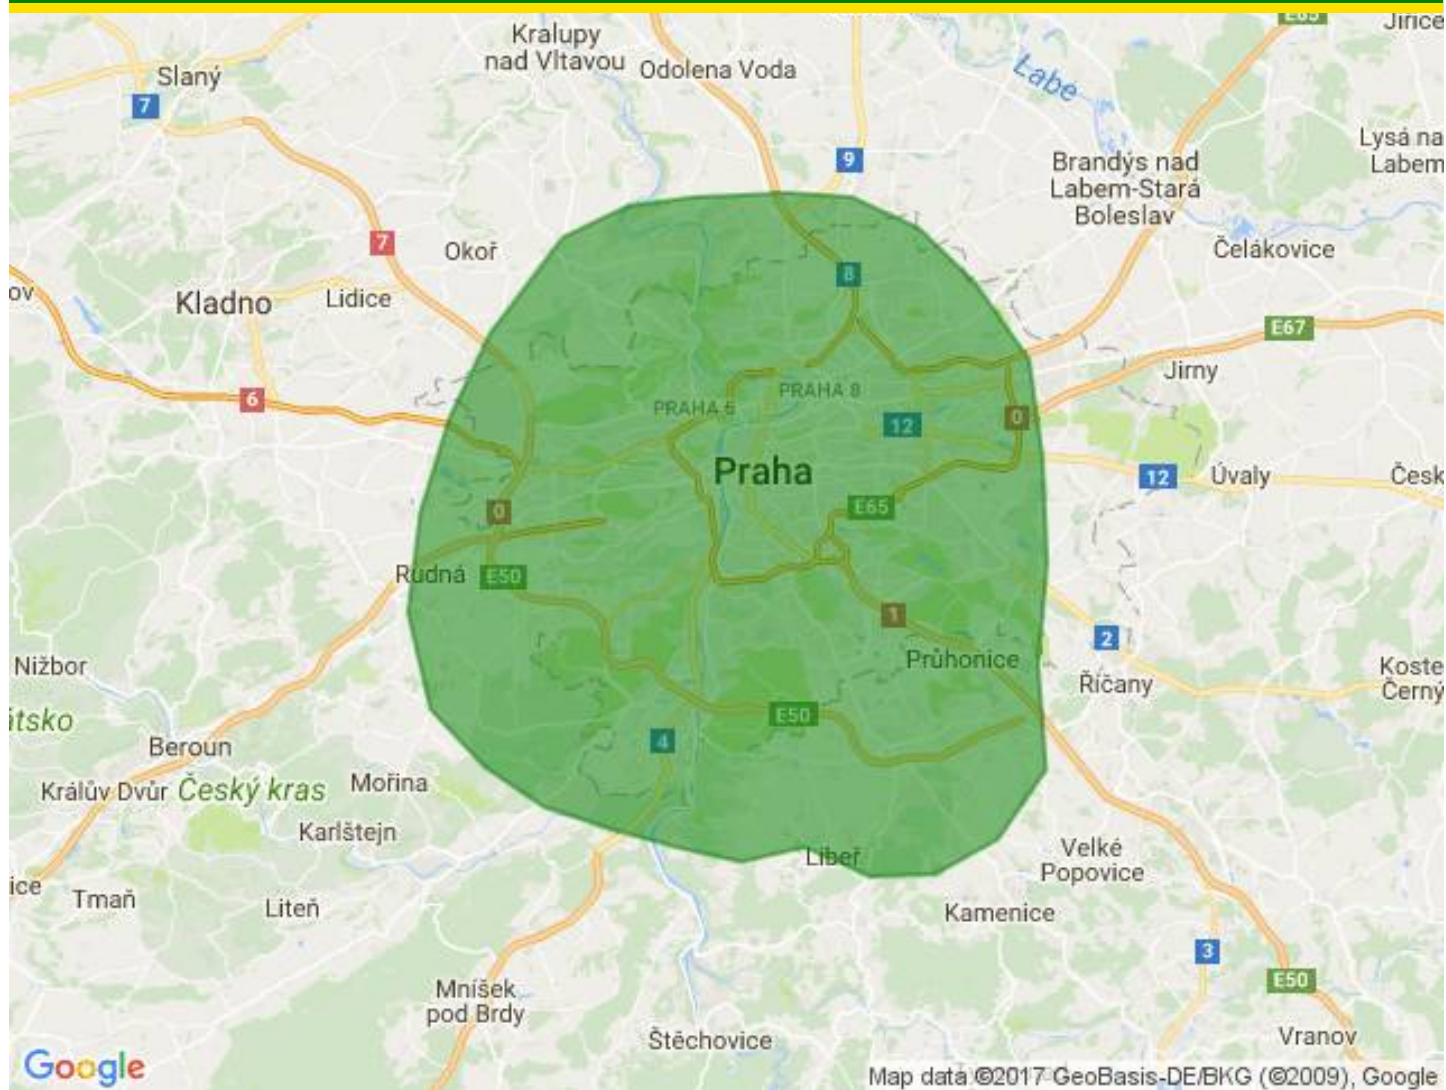 E65
Jiřice
Kralupy
nad Vltavou
Odolena Voda
Slaný
7
Labe
9
Lysá na
Labem
Brandýs nad
Labem-Stará
Boleslav
7
Okoř
Čelákovice
8
ov
Kladno
Lidice
E67
Jirny
6
PRAHA 6
PRAHA 8
0
12
Praha
12
Úvaly
Česk
0
E65
Rudná
E50
1
2
Nižbor
Průhonice
Říčany
Koste
Černý
átsko
E50
Beroun
4
Králův Dvůr
Český kras
Mořina
Karlštejn
Libeř
Velké
Popovice
ice
Tmaň
Liteň
Kamenice
3
Mníšek
pod Brdy
E50
Štěchovice
Vranov
Google
Map data ©2017 GeoBasis-DE/BKG (©2009), Google